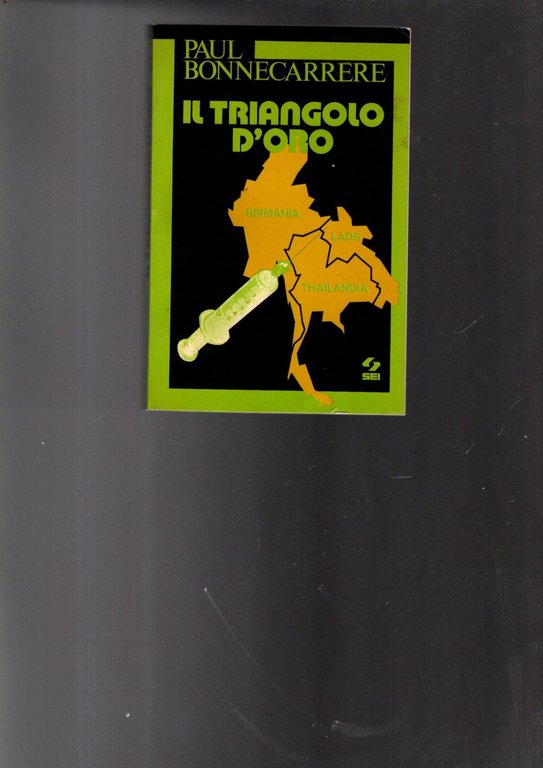 PAUL
BONNECARRERE
IL TRIANGOLO
D'ORO
BIRMANIA
LAOS
THAILANDIA
SEI